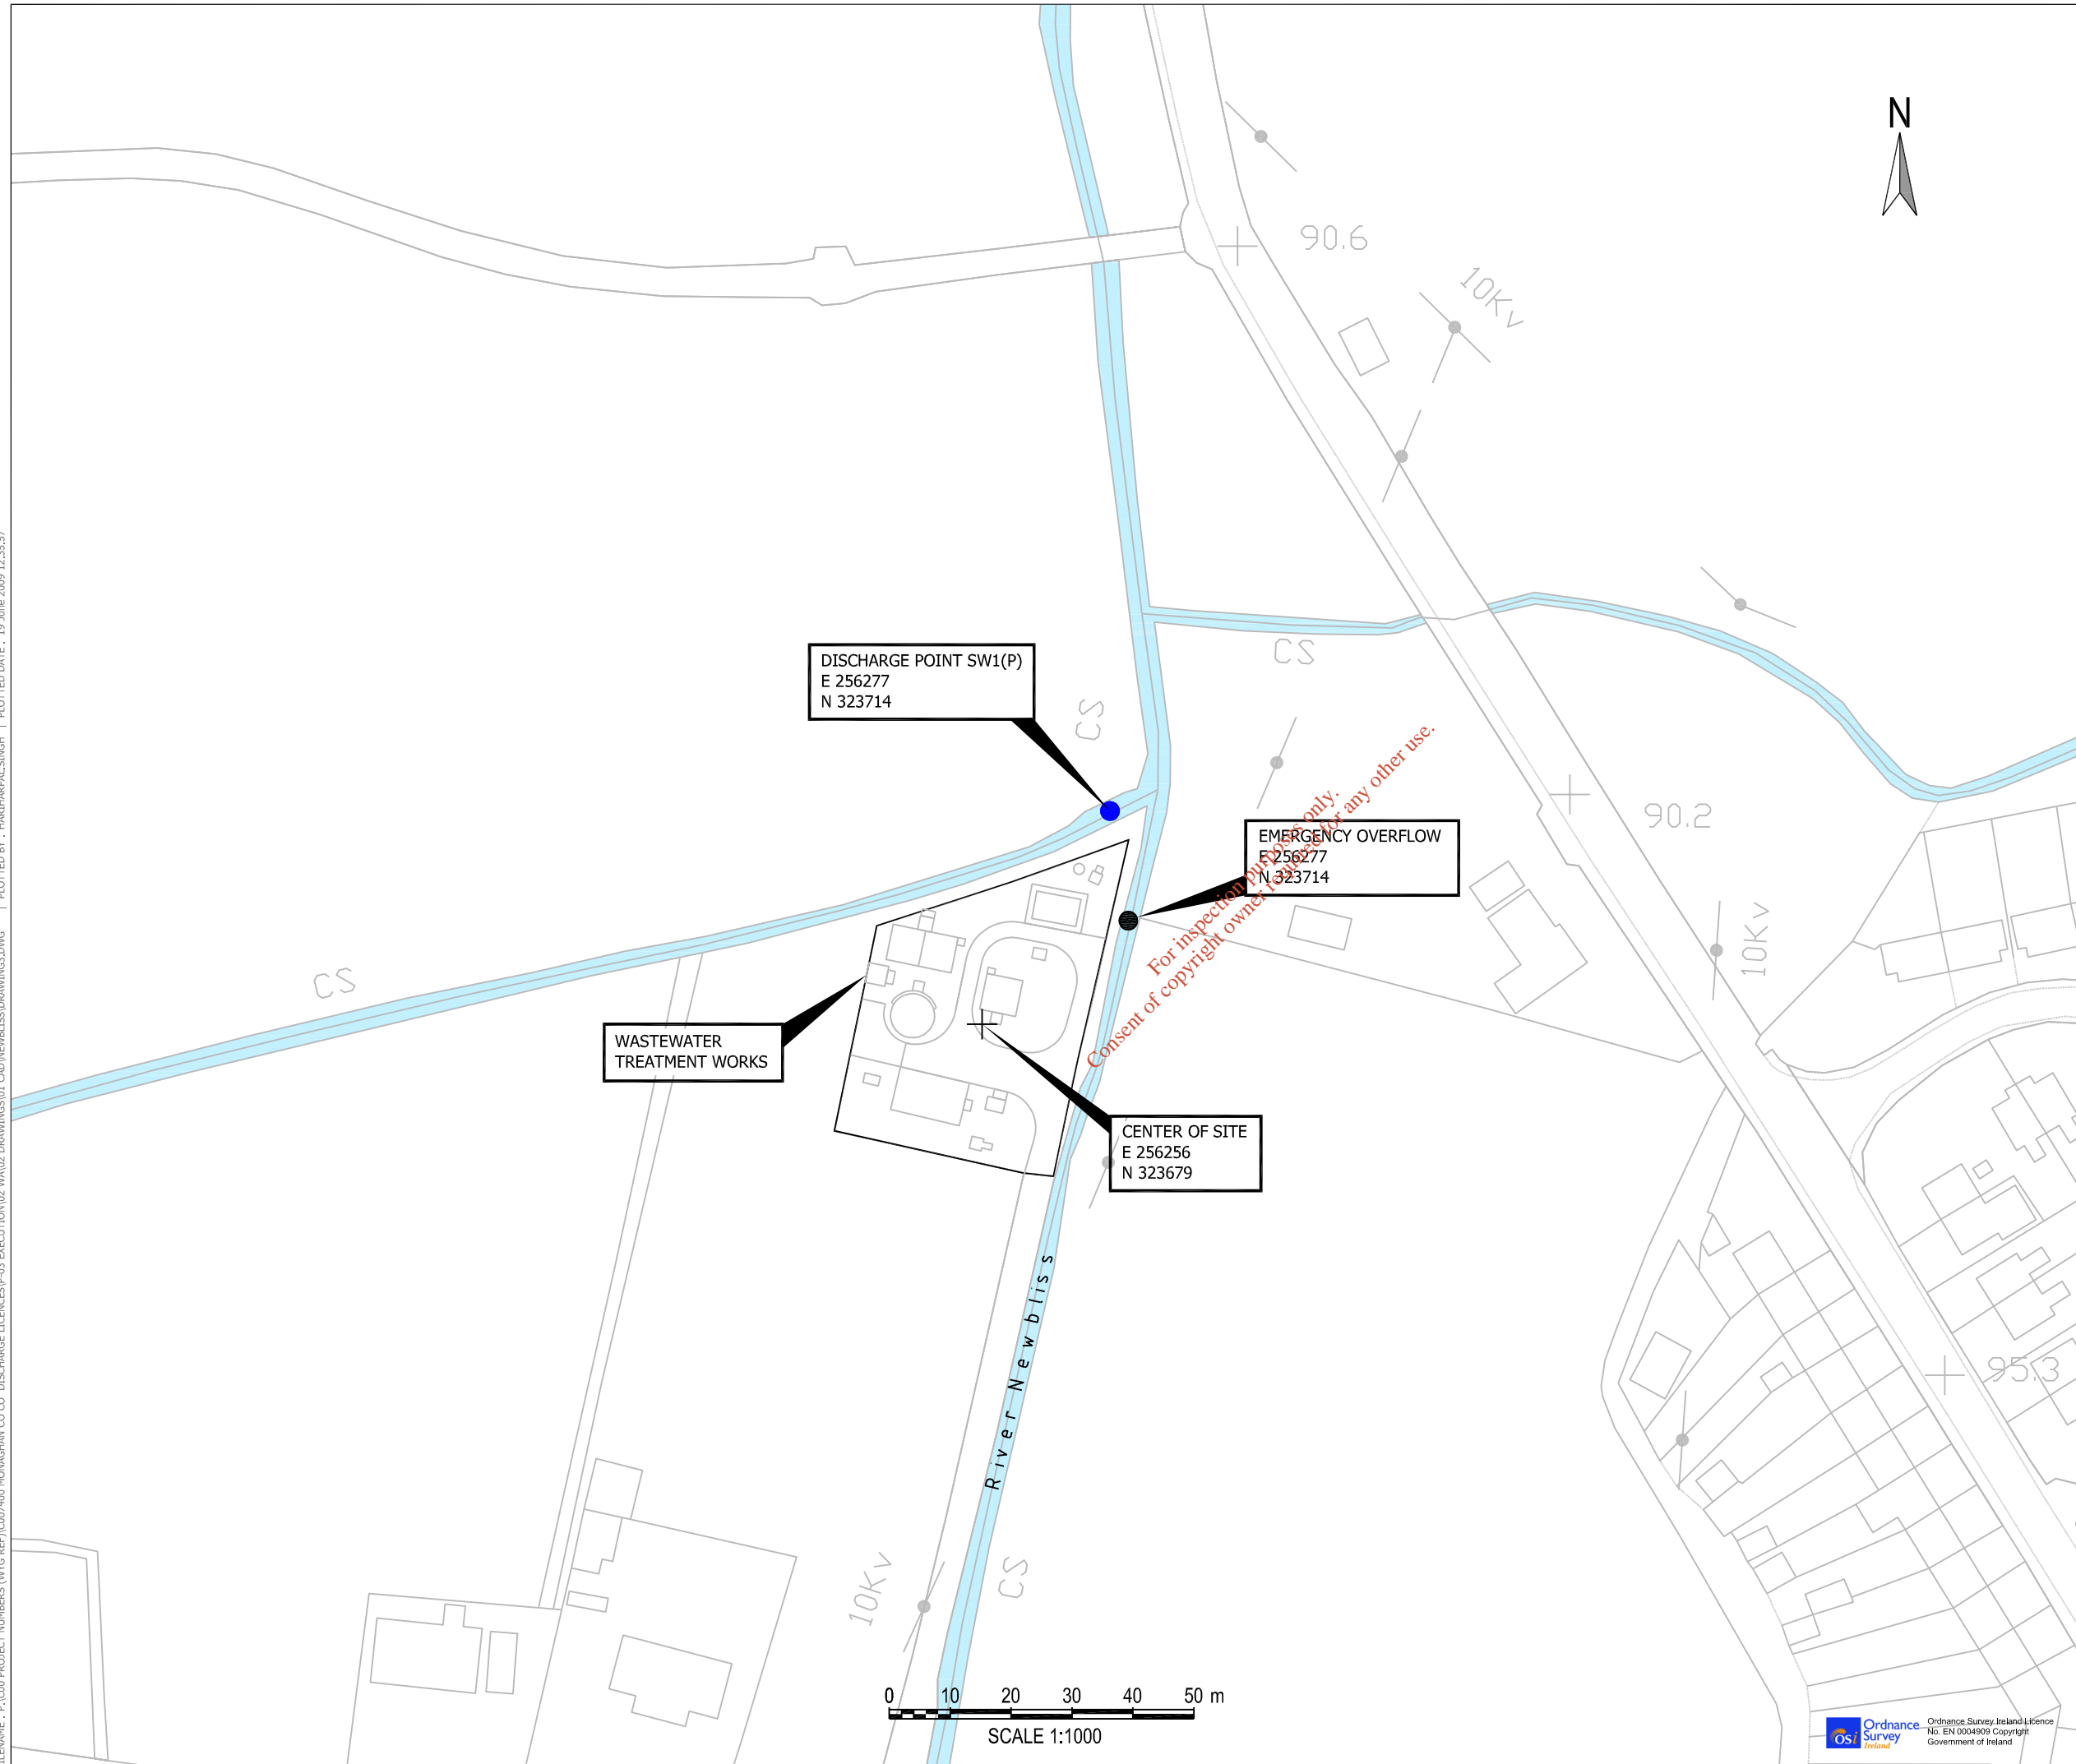 N
90.6
10Kv
DISCHARGE POINT SW1(P)
E 256277
N 323714
CS
CS
For inspection purposes only.
Consent of copyright owner required for any other use.
EMERGENCY OVERFLOW
E 256277
N 323714
90.2
10Kv
CS
WASTEWATER
TREATMENT WORKS
CENTER OF SITE
E 256256
N 323679
River Newbliss
95.3
10Kv
CS
0 10 20 30 40 50 m
SCALE 1:1000
OSi Ordnance Survey Ireland
Ordnance Survey Ireland Licence
No. EN 0004909 Copyright
Government of Ireland